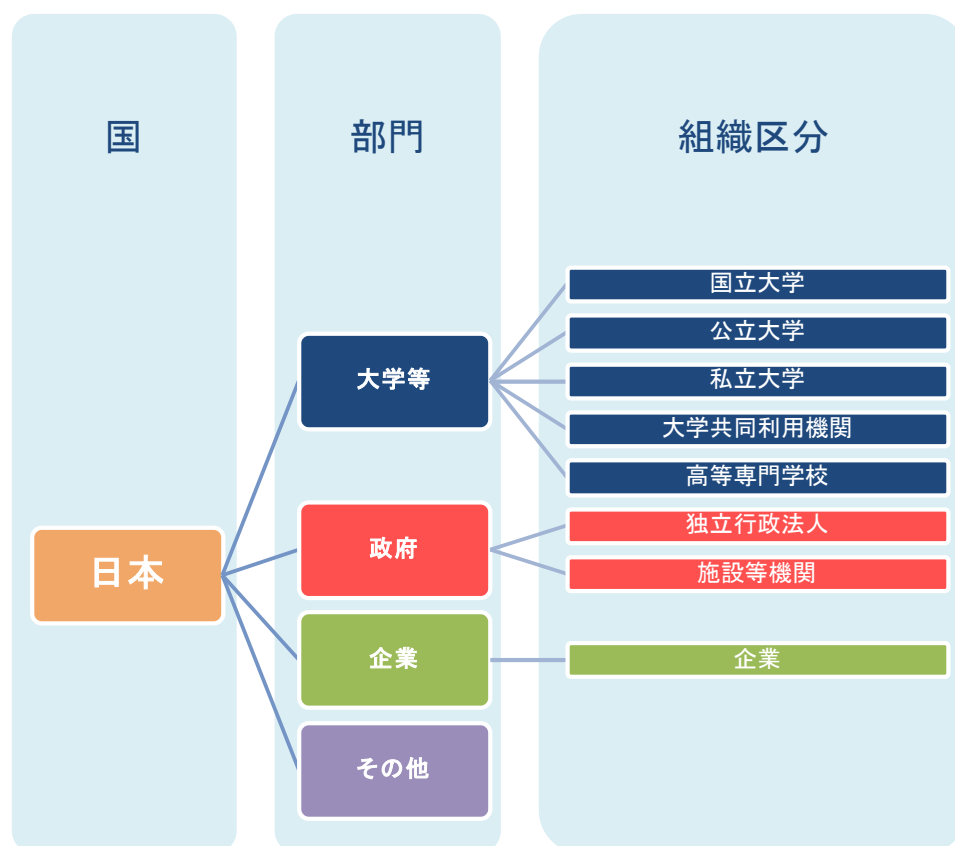 国
部門
組織区分
日本
大学等
政府
企業
その他
国立大学
公立大学
私立大学
大学共同利用機関
高等専門学校
独立行政法人
施設等機関
企業